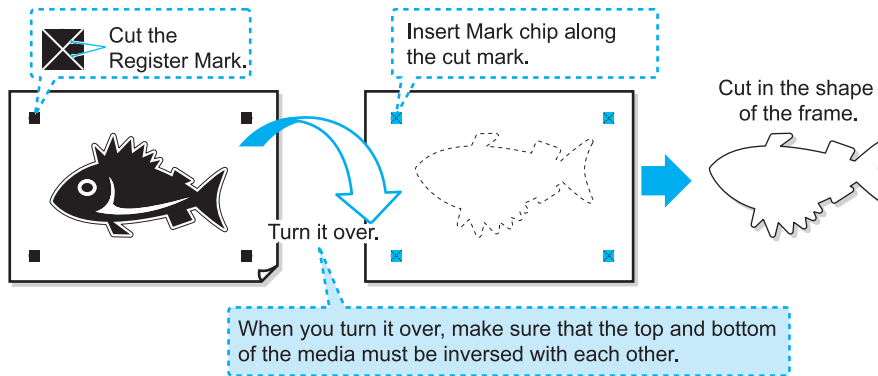 Cut the
Register Mark.
Insert Mark chip along
the cut mark.
Cut in the shape
of the frame.
Turn it over.
When you turn it over, make sure that the top and bottom
of the media must be inversed with each other.